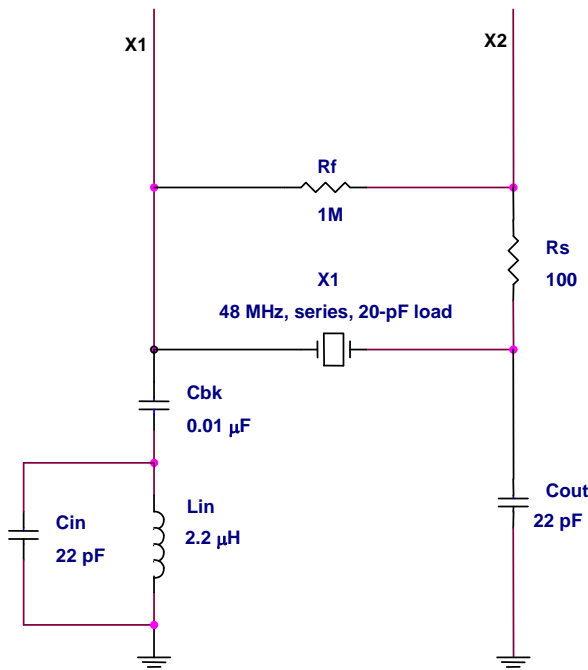 X1
X2
Rf
1M
Rs
100
X1
48 MHz, series, 20-pF load
Cbk
0.01 μF
Lin
2.2 μH
Cin
22 pF
Cout
22 pF